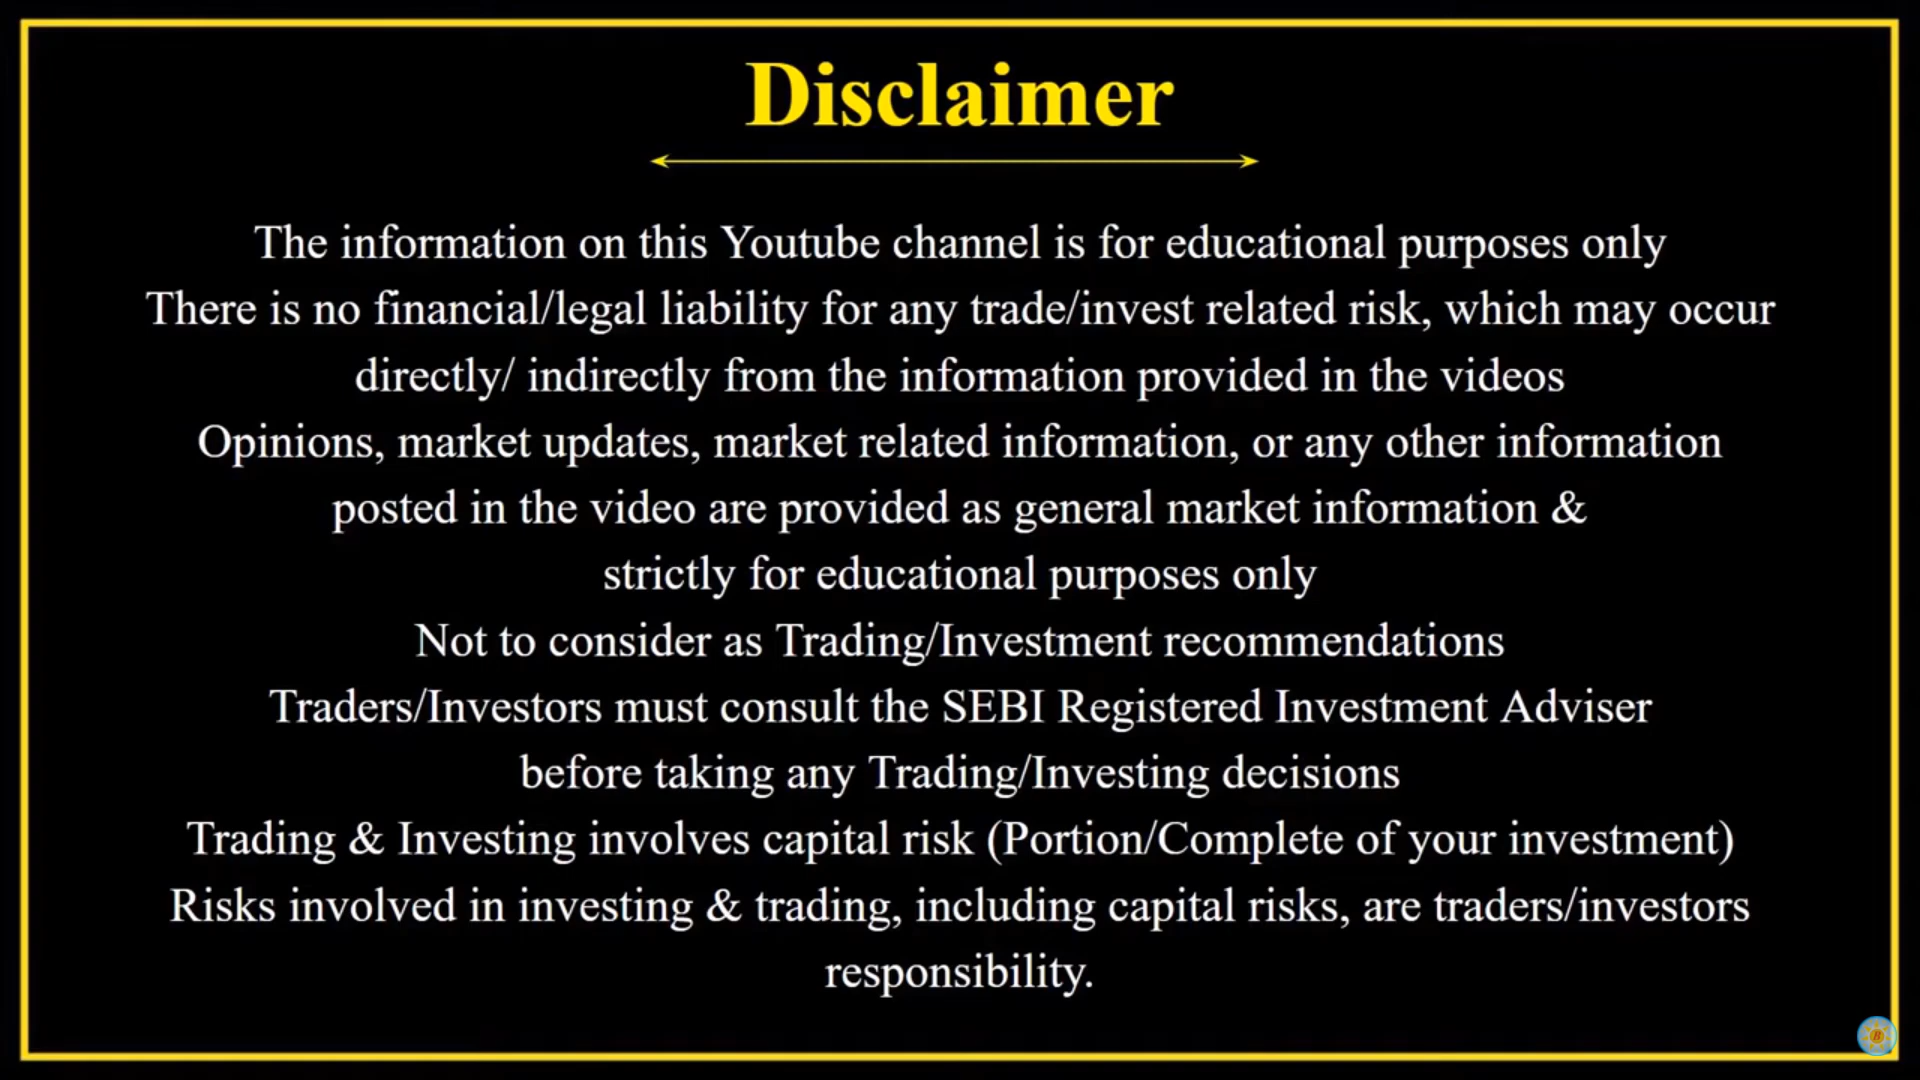 Disclaimer
The information on this Youtube channel is for educational purposes only
There is no financial/legal liability for any trade/invest related risk, which may occur
directly/ indirectly from the information provided in the videos
Opinions, market updates, market related information, or any other information
posted in the video are provided as general market information &
strictly for educational purposes only
Not to consider as Trading/Investment recommendations
Traders/Investors must consult the SEBI Registered Investment Adviser
before taking any Trading/Investing decisions
Trading & Investing involves capital risk (Portion/Complete of your investment)
Risks involved in investing & trading, including capital risks, are traders/investors
responsibility.